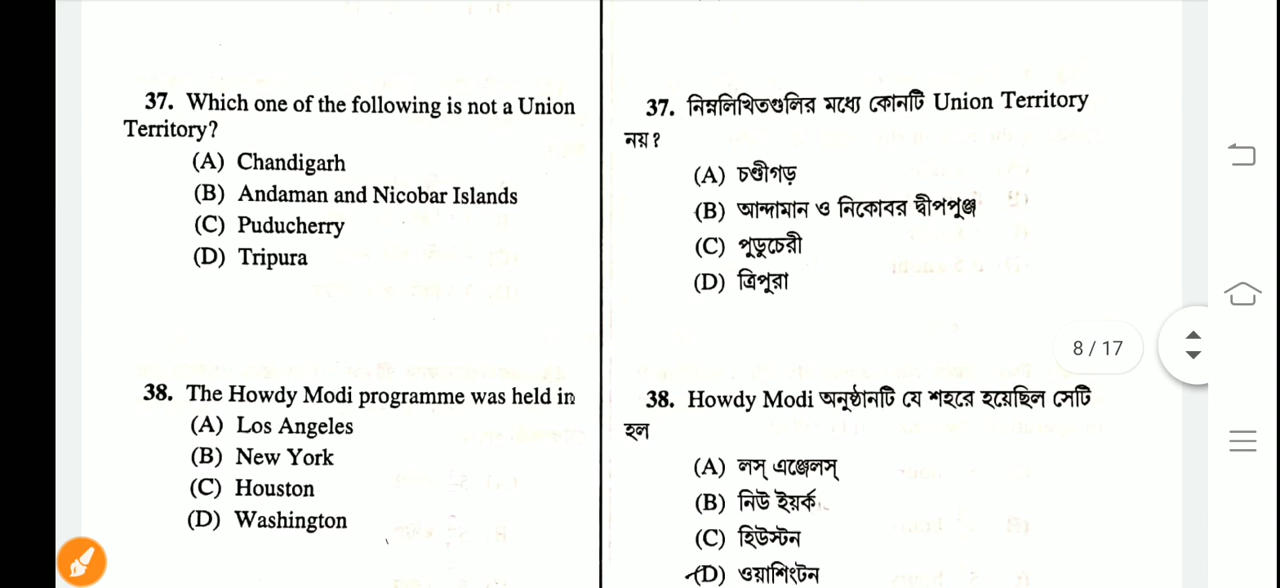 37. Which one of the following is not a Union
Territory?
(A) Chandigarh
(B) Andaman and Nicobar Islands
(C) Puducherry
(D) Tripura
38. The Howdy Modi programme was held in
(A) Los Angeles
(B) New York
(C) Houston
(D) Washington
37. নিম্নলিখিতগুলির মধ্যে কোনটি Union Territory
নয়?
(A) চণ্ডীগড়
(B) আন্দামান ও নিকোবর দ্বীপপুঞ্জ
(C) পুডুচেরী
(D) ত্রিপুরা
38. Howdy Modi অনুষ্ঠানটি যে শহরে হয়েছিল সেটি
হল
(A) লস্ এঞ্জেলস্
(B) নিউ ইয়র্ক
(C) হিউস্টন
(D) ওয়াশিংটন
8 / 17